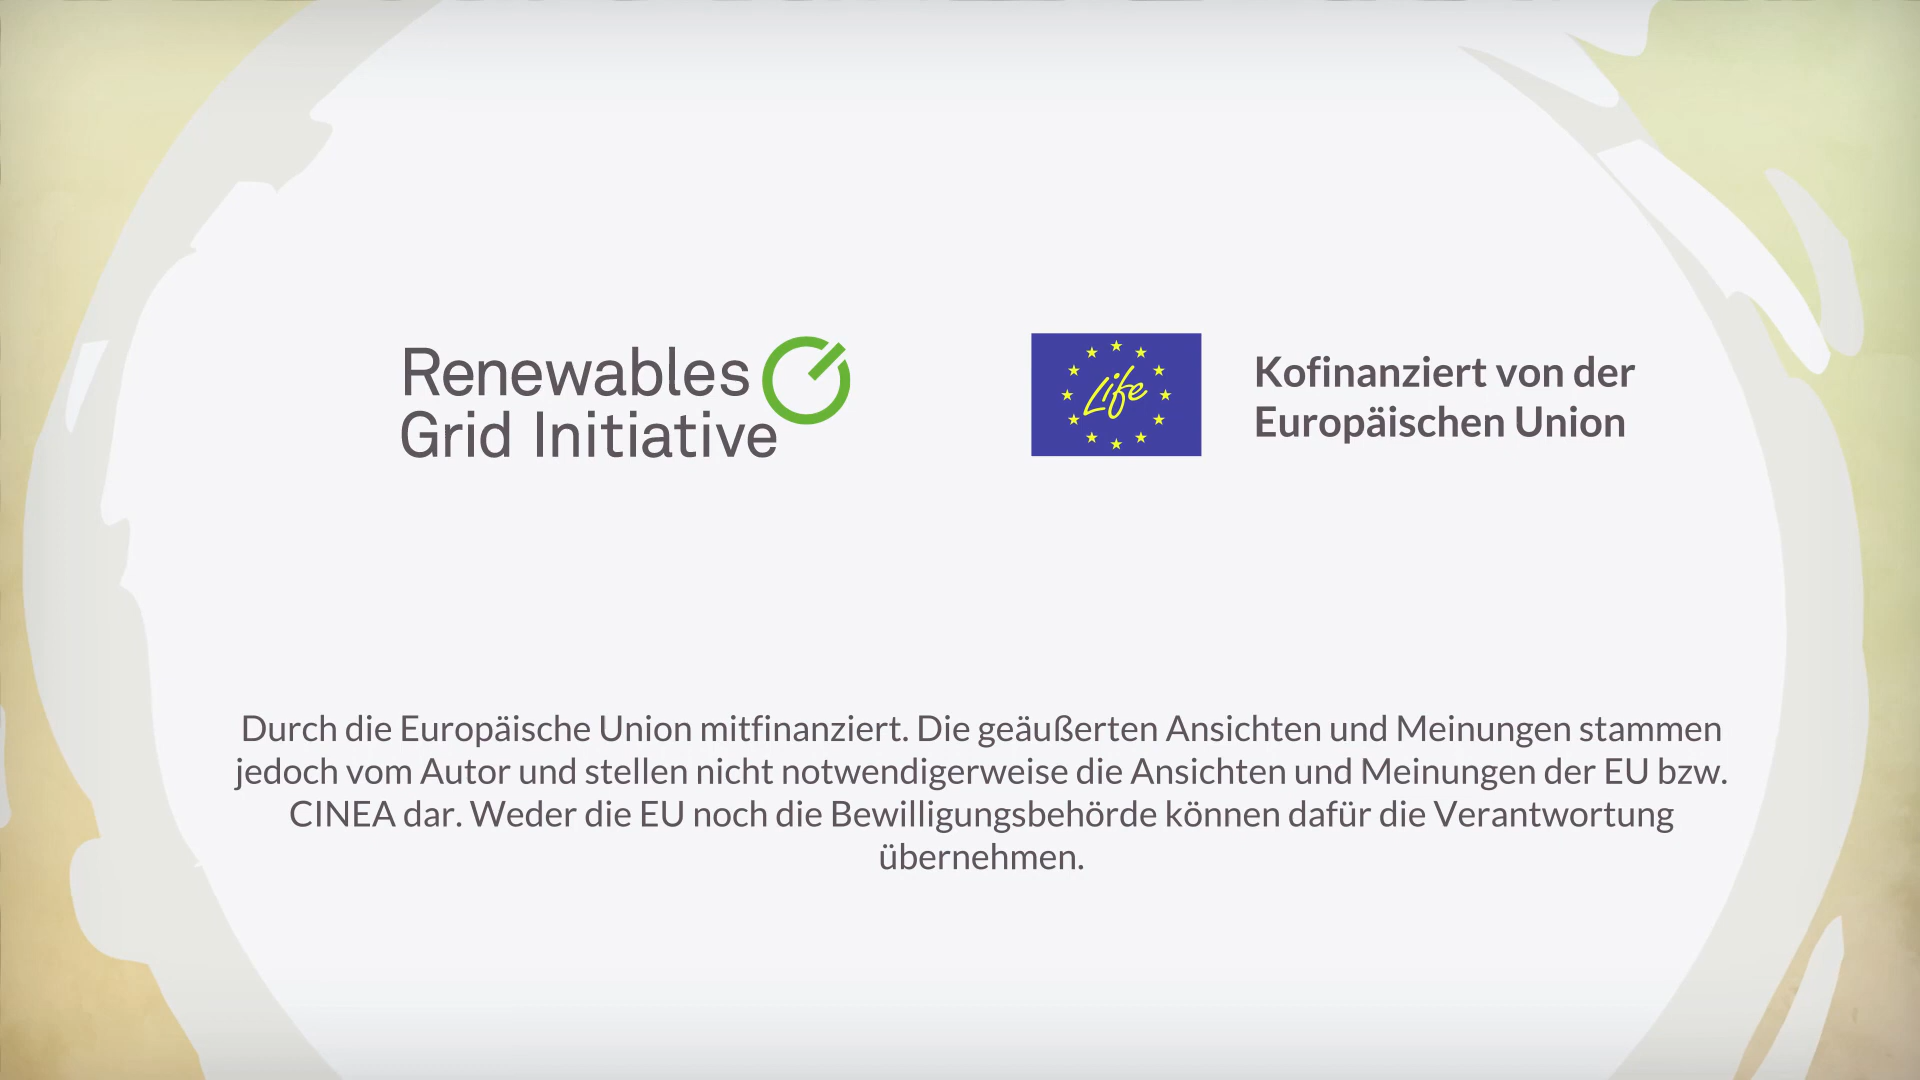 Renewables
Grid Initiative
Life
Kofinanziert von der
Europäischen Union
Durch die Europäische Union mitfinanziert. Die geäußerten Ansichten und Meinungen stammen
jedoch vom Autor und stellen nicht notwendigerweise die Ansichten und Meinungen der EU bzw.
CINEA dar. Weder die EU noch die Bewilligungsbehörde können dafür die Verantwortung
übernehmen.